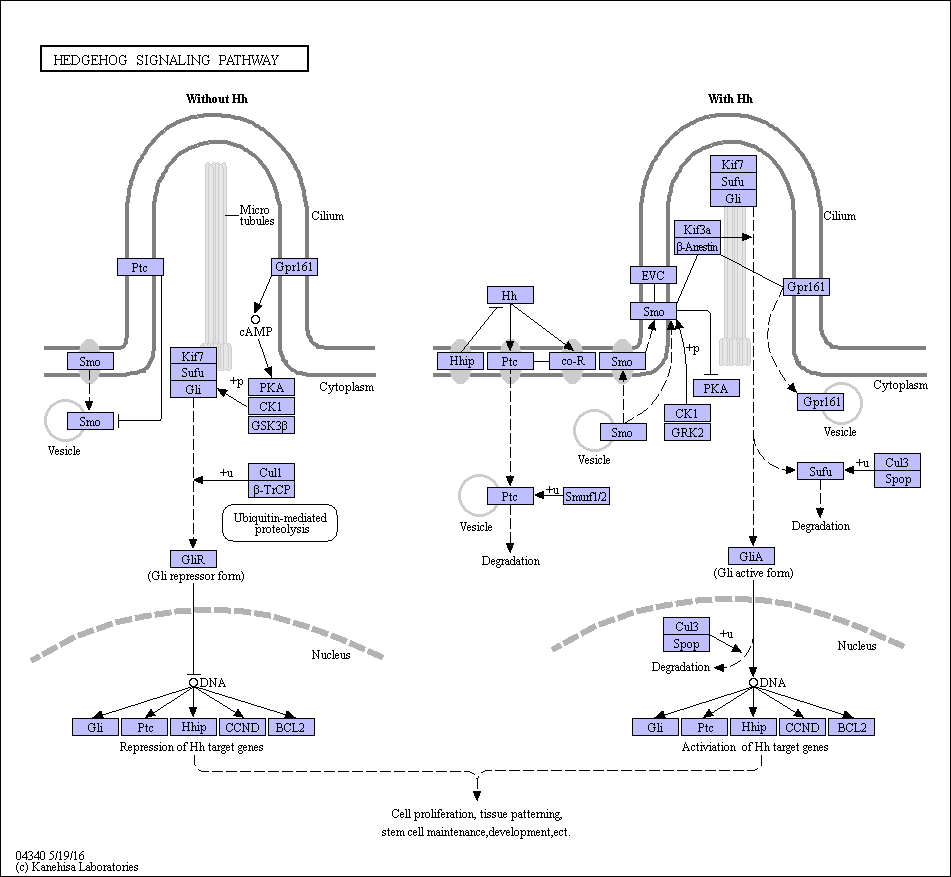 HEDGEHOG SIGNALING PATHWAY
Without Hh
Micro
tubules
Cilium
Ptc
Gpr161
cAMP
Smo
Kif7
Sufu
Gli
+p
PKA
CK1
GSK3β
Cytoplasm
Smo
Vesicle
+u
Cul1
β-TrCP
Ubiquitin-mediated
proteolysis
GliR
(Gli repressor form)
Nucleus
DNA
Gli
Ptc
Hhip
CCND
BCL2
Repression of Hh target genes
With Hh
Kif7
Sufu
Gli
Cilium
Kif3a
β-Arrestin
EVC
Gpr161
Hh
Smo
Hhip
Ptc
co-R
Smo
+p
PKA
Cytoplasm
CK1
GRK2
Gpr161
Vesicle
Smo
Vesicle
Ptc
+u
Smurf1/2
Vesicle
Degradation
Sufu
+u
Cul3
Spop
Degradation
GliA
(Gli active form)
Cul3
Spop
+u
Degradation
Nucleus
DNA
Gli
Ptc
Hhip
CCND
BCL2
Activiation of Hh target genes
Cell proliferation, tissue patterning,
stem cell maintenance,development,ect.
04340 5/19/16
(c) Kanehisa Laboratories